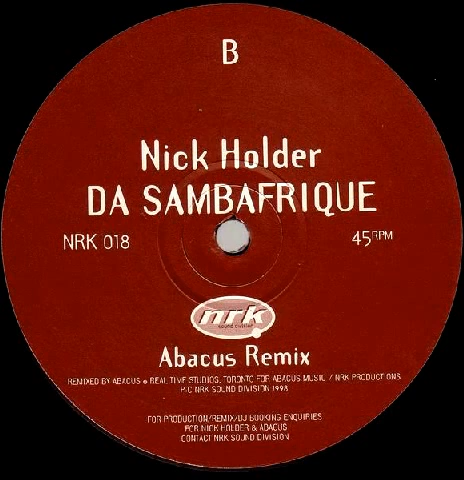 B
Nick Holder
DA SAMBAFRIQUE
NRK 018
45RPM
nrk
sound division
Abacus Remix
REMIXED BY ABACUS @ REAL TIME STUDIOS, TORONTO FOR ABACUS MUSIC / NRK PRODUCTIONS
P/C NRK SOUND DIVISION 1998
FOR PRODUCTION/REMIX/DJ BOOKING ENQUIRIES
FOR NICK HOLDER & ABACUS
CONTACT NRK SOUND DIVISION